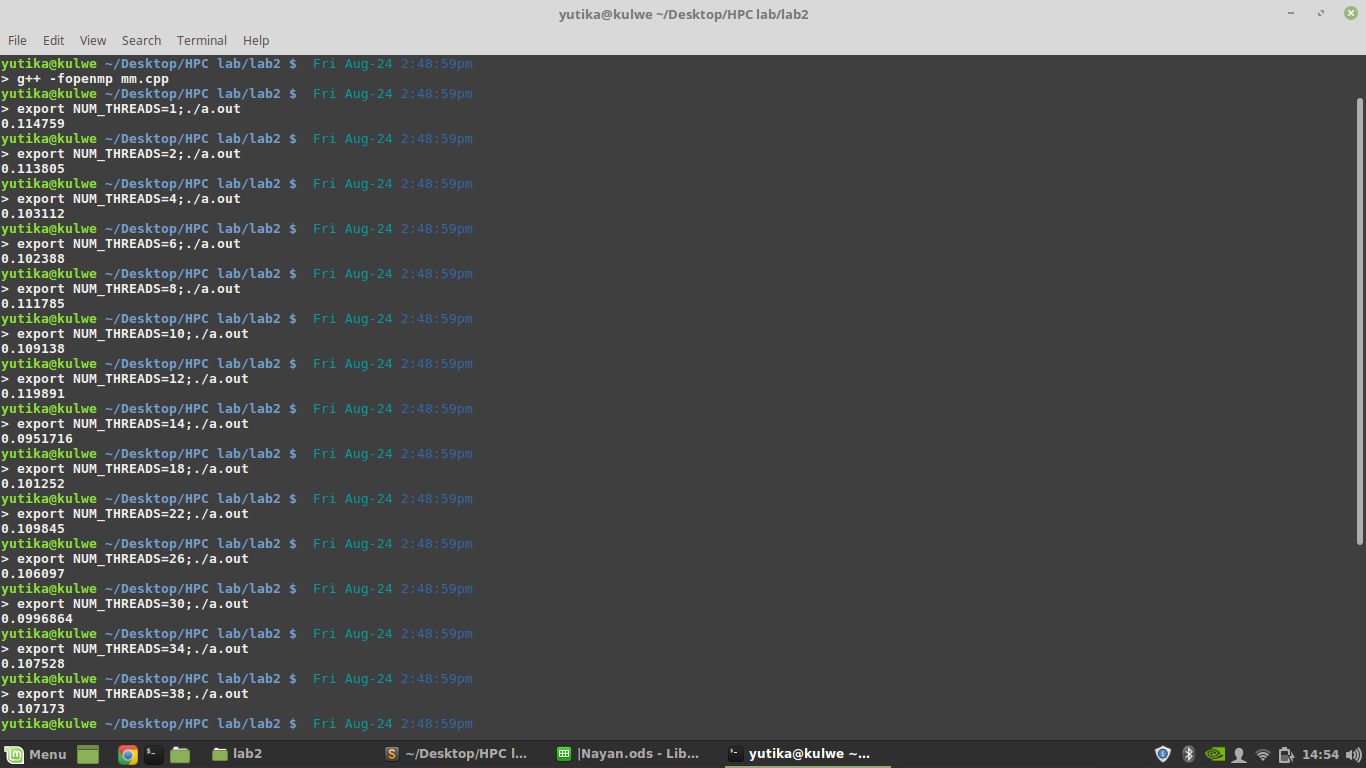 yutika@kulwe ~/Desktop/HPC lab/lab2
File Edit View Search Terminal Help
yutika@kulwe ~/Desktop/HPC lab/lab2 $  Fri Aug-24 2:48:59pm
> g++ -fopenmp mm.cpp
yutika@kulwe ~/Desktop/HPC lab/lab2 $  Fri Aug-24 2:48:59pm
> export NUM_THREADS=1;./a.out
0.114759
yutika@kulwe ~/Desktop/HPC lab/lab2 $  Fri Aug-24 2:48:59pm
> export NUM_THREADS=2;./a.out
0.113805
yutika@kulwe ~/Desktop/HPC lab/lab2 $  Fri Aug-24 2:48:59pm
> export NUM_THREADS=4;./a.out
0.103112
yutika@kulwe ~/Desktop/HPC lab/lab2 $  Fri Aug-24 2:48:59pm
> export NUM_THREADS=6;./a.out
0.102388
yutika@kulwe ~/Desktop/HPC lab/lab2 $  Fri Aug-24 2:48:59pm
> export NUM_THREADS=8;./a.out
0.111785
yutika@kulwe ~/Desktop/HPC lab/lab2 $  Fri Aug-24 2:48:59pm
> export NUM_THREADS=10;./a.out
0.109138
yutika@kulwe ~/Desktop/HPC lab/lab2 $  Fri Aug-24 2:48:59pm
> export NUM_THREADS=12;./a.out
0.119891
yutika@kulwe ~/Desktop/HPC lab/lab2 $  Fri Aug-24 2:48:59pm
> export NUM_THREADS=14;./a.out
0.0951716
yutika@kulwe ~/Desktop/HPC lab/lab2 $  Fri Aug-24 2:48:59pm
> export NUM_THREADS=18;./a.out
0.101252
yutika@kulwe ~/Desktop/HPC lab/lab2 $  Fri Aug-24 2:48:59pm
> export NUM_THREADS=22;./a.out
0.109845
yutika@kulwe ~/Desktop/HPC lab/lab2 $  Fri Aug-24 2:48:59pm
> export NUM_THREADS=26;./a.out
0.106097
yutika@kulwe ~/Desktop/HPC lab/lab2 $  Fri Aug-24 2:48:59pm
> export NUM_THREADS=30;./a.out
0.0996864
yutika@kulwe ~/Desktop/HPC lab/lab2 $  Fri Aug-24 2:48:59pm
> export NUM_THREADS=34;./a.out
0.107528
yutika@kulwe ~/Desktop/HPC lab/lab2 $  Fri Aug-24 2:48:59pm
> export NUM_THREADS=38;./a.out
0.107173
yutika@kulwe ~/Desktop/HPC lab/lab2 $  Fri Aug-24 2:48:59pm
Menu lab2 ~/Desktop/HPC l... |Nayan.ods - Lib... yutika@kulwe ~... 14:54